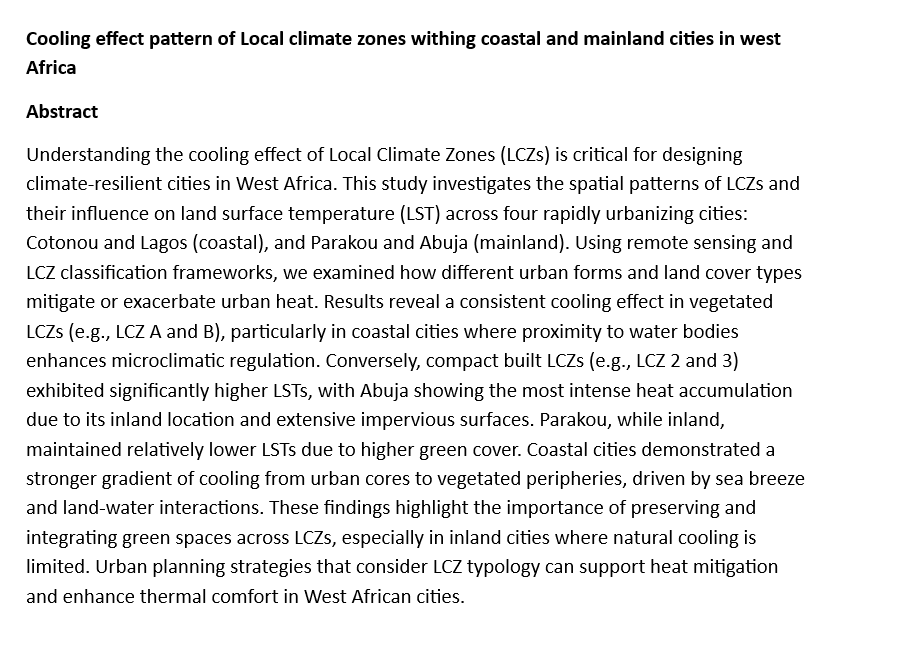 Cooling effect pattern of Local climate zones withing coastal and mainland cities in west
Africa
Abstract
Understanding the cooling effect of Local Climate Zones (LCZs) is critical for designing
climate-resilient cities in West Africa. This study investigates the spatial patterns of LCZs and
their influence on land surface temperature (LST) across four rapidly urbanizing cities:
Cotonou and Lagos (coastal), and Parakou and Abuja (mainland). Using remote sensing and
LCZ classification frameworks, we examined how different urban forms and land cover types
mitigate or exacerbate urban heat. Results reveal a consistent cooling effect in vegetated
LCZs (e.g., LCZ A and B), particularly in coastal cities where proximity to water bodies
enhances microclimatic regulation. Conversely, compact built LCZs (e.g., LCZ 2 and 3)
exhibited significantly higher LSTs, with Abuja showing the most intense heat accumulation
due to its inland location and extensive impervious surfaces. Parakou, while inland,
maintained relatively lower LSTs due to higher green cover. Coastal cities demonstrated a
stronger gradient of cooling from urban cores to vegetated peripheries, driven by sea breeze
and land-water interactions. These findings highlight the importance of preserving and
integrating green spaces across LCZs, especially in inland cities where natural cooling is
limited. Urban planning strategies that consider LCZ typology can support heat mitigation
and enhance thermal comfort in West African cities.